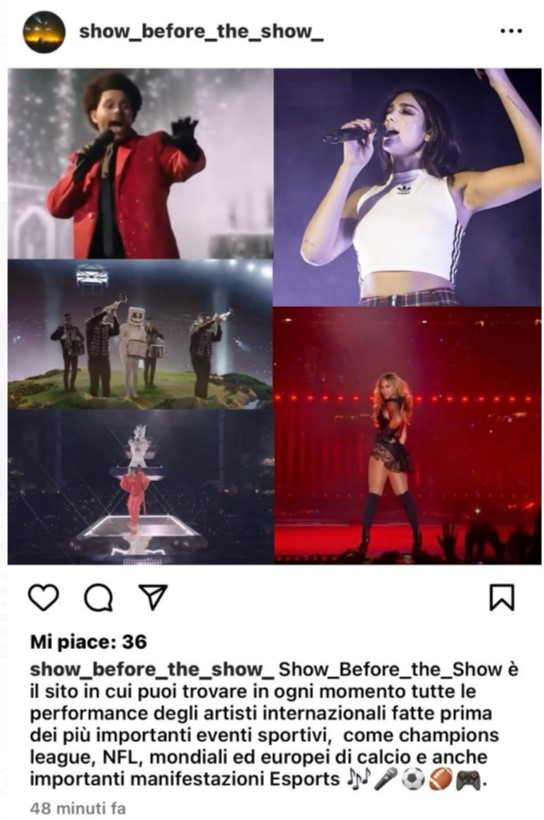 show_before_the_show_
Mi piace: 36
show_before_the_show_ Show_Before_the_Show è
il sito in cui puoi trovare in ogni momento tutte le
performance degli artisti internazionali fatte prima
dei più importanti eventi sportivi,  come champions
league, NFL, mondiali ed europei di calcio e anche
importanti manifestazioni Esports 🎶🎤⚽🏈🎮.
48 minuti fa